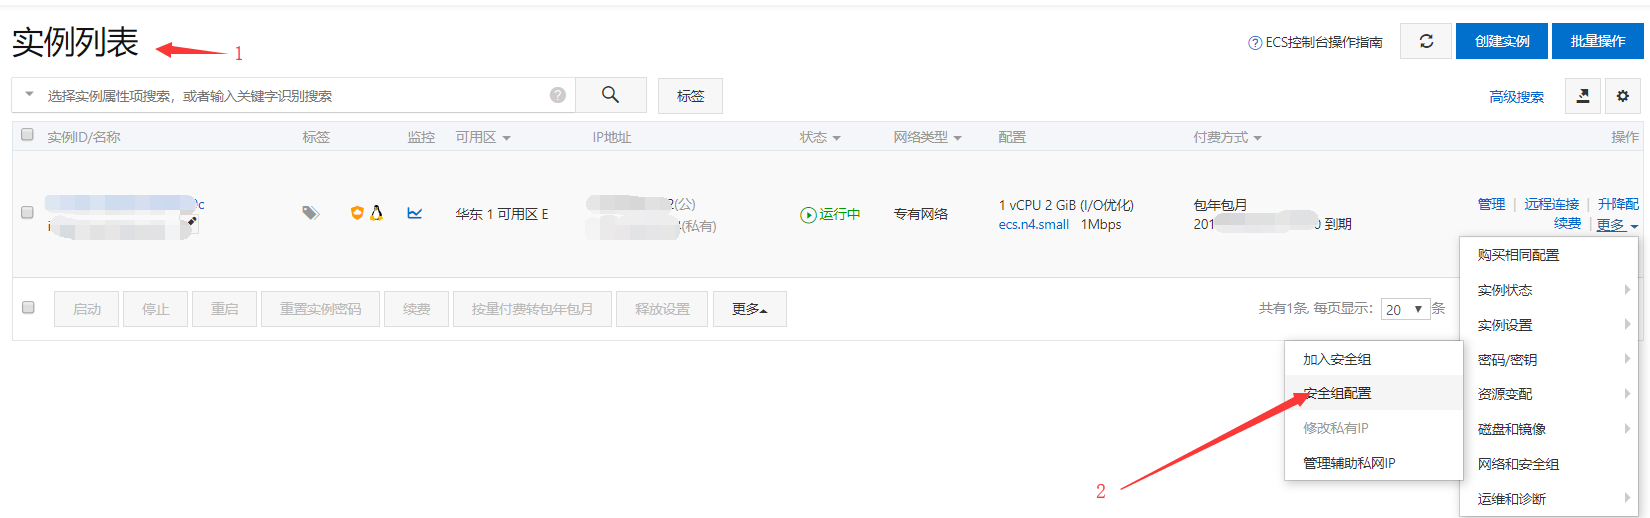 实例列表
1
ECS控制台操作指南
创建实例
批量操作
选择实例属性项搜索，或者输入关键字识别搜索
标签
高级搜索
实例ID/名称 标签 监控 可用区 IP地址 状态 网络类型 配置 付费方式 操作
c
华东 1 可用区 E
2(公)
(私有)
运行中
专有网络
1 vCPU 2 GiB (I/O优化)
ecs.n4.small 1Mbps
包年包月
201 0 到期
管理 | 远程连接 | 升降配
续费 | 更多
启动 停止 重启 重置实例密码 续费 按量付费转包年包月 释放设置 更多
共有1条, 每页显示: 20 条
购买相同配置
实例状态
实例设置
密码/密钥
资源变配
磁盘和镜像
网络和安全组
运维和诊断
加入安全组
安全组配置
修改私有IP
管理辅助私网IP
2